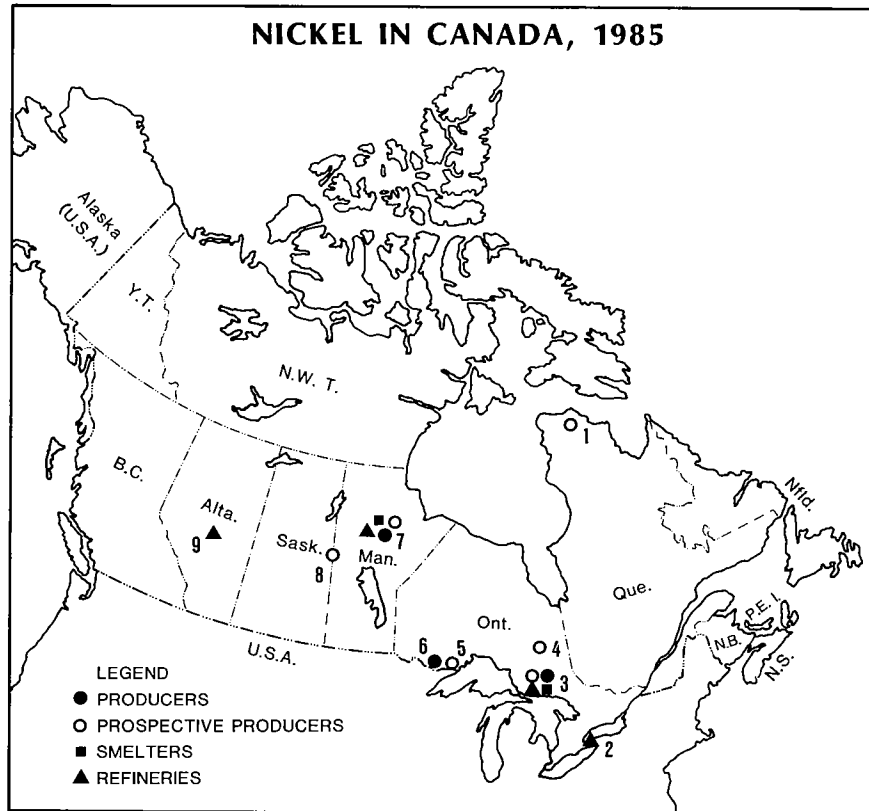 NICKEL IN CANADA, 1985
Alaska
(U.S.A.)
Y.T.
N.W.T.
1
B.C.
Alta.
9
Sask.
8
Man.
7
Nfld.
Que.
P.E.I.
N.B.
N.S.
Ont.
6
5
4
3
2
U.S.A.
LEGEND
PRODUCERS
PROSPECTIVE PRODUCERS
SMELTERS
REFINERIES